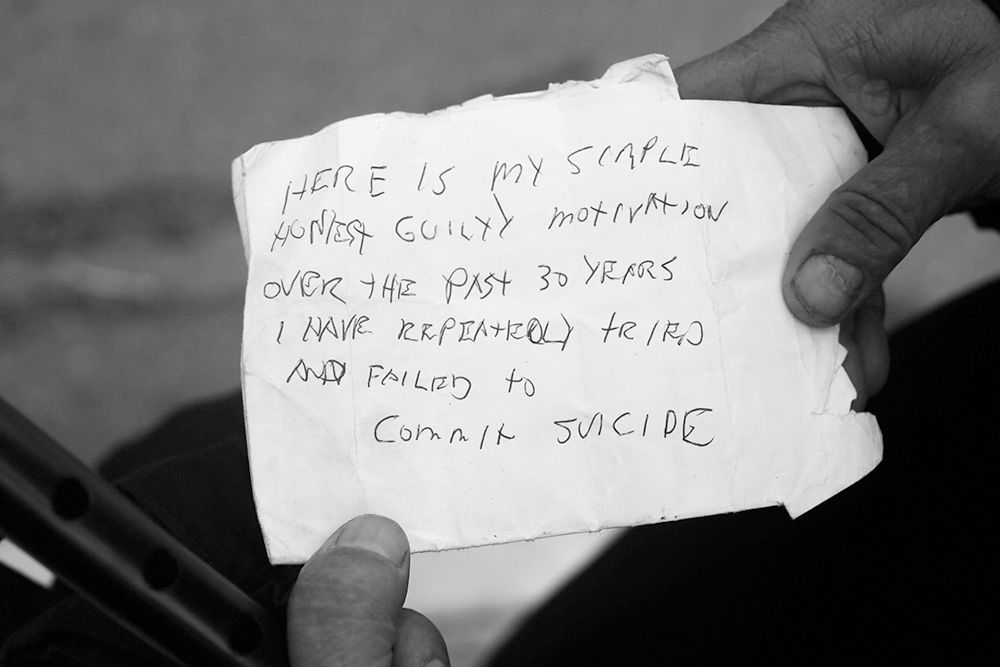 HERE IS MY SIMPLE
HONEST GUILTY MOTIVATION
OVER THE PAST 30 YEARS
I HAVE REPEATEDLY TRIED
AND FAILED TO
COMMIT SUICIDE